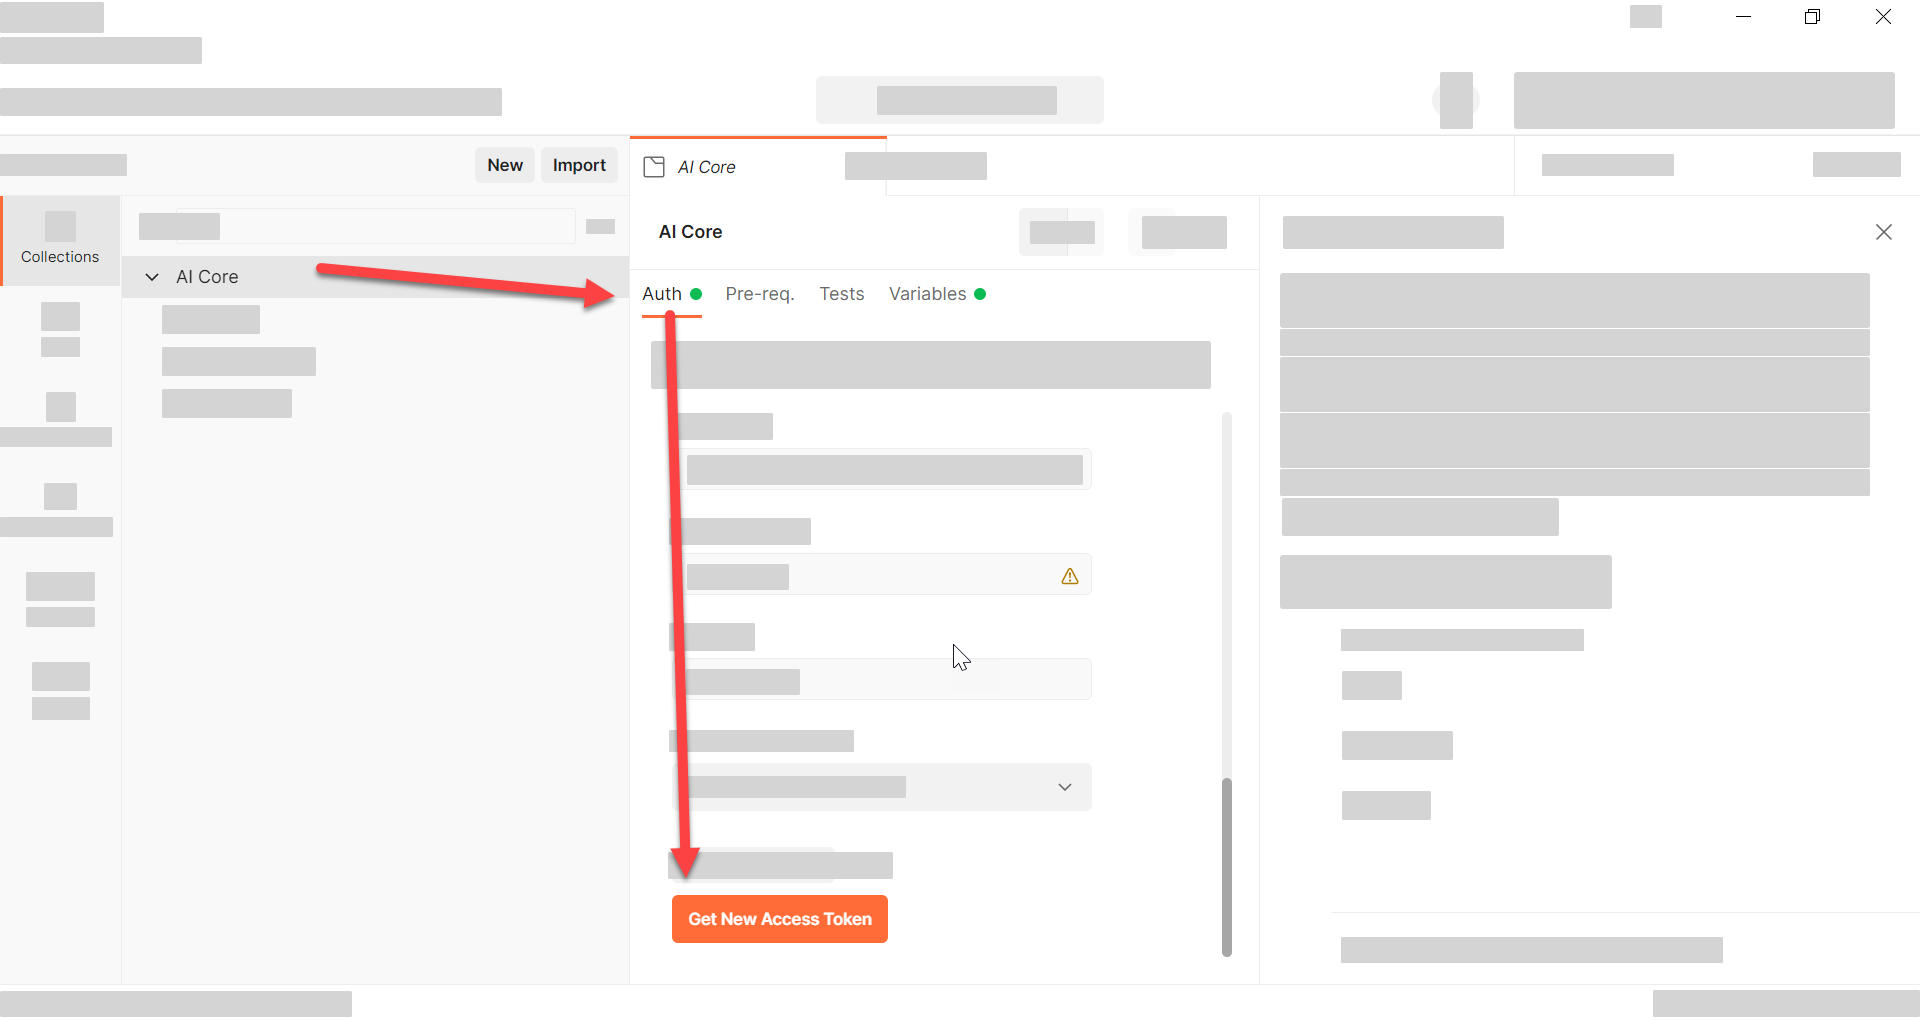 New
Import
AI Core
Collections
AI Core
AI Core
Auth
Pre-req.
Tests
Variables
Get New Access Token